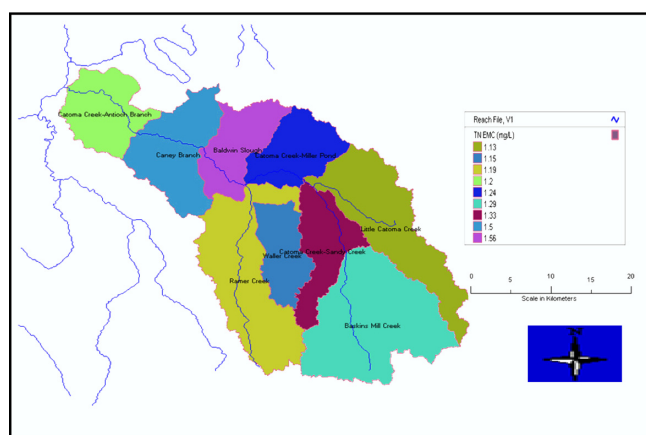 Catoma Creek-Antioch Branch
Caney Branch
Baldwin Slough
Catoma Creek-Miller Pond
Little Catoma Creek
Catoma Creek-Sandy Creek
Waller Creek
Ramer Creek
Baskins Mill Creek
Reach File, V1
TN EMC (mg/L)
1.13
1.15
1.19
1.2
1.24
1.29
1.33
1.5
1.56
0 5 10 15 20
Scale in Kilometers